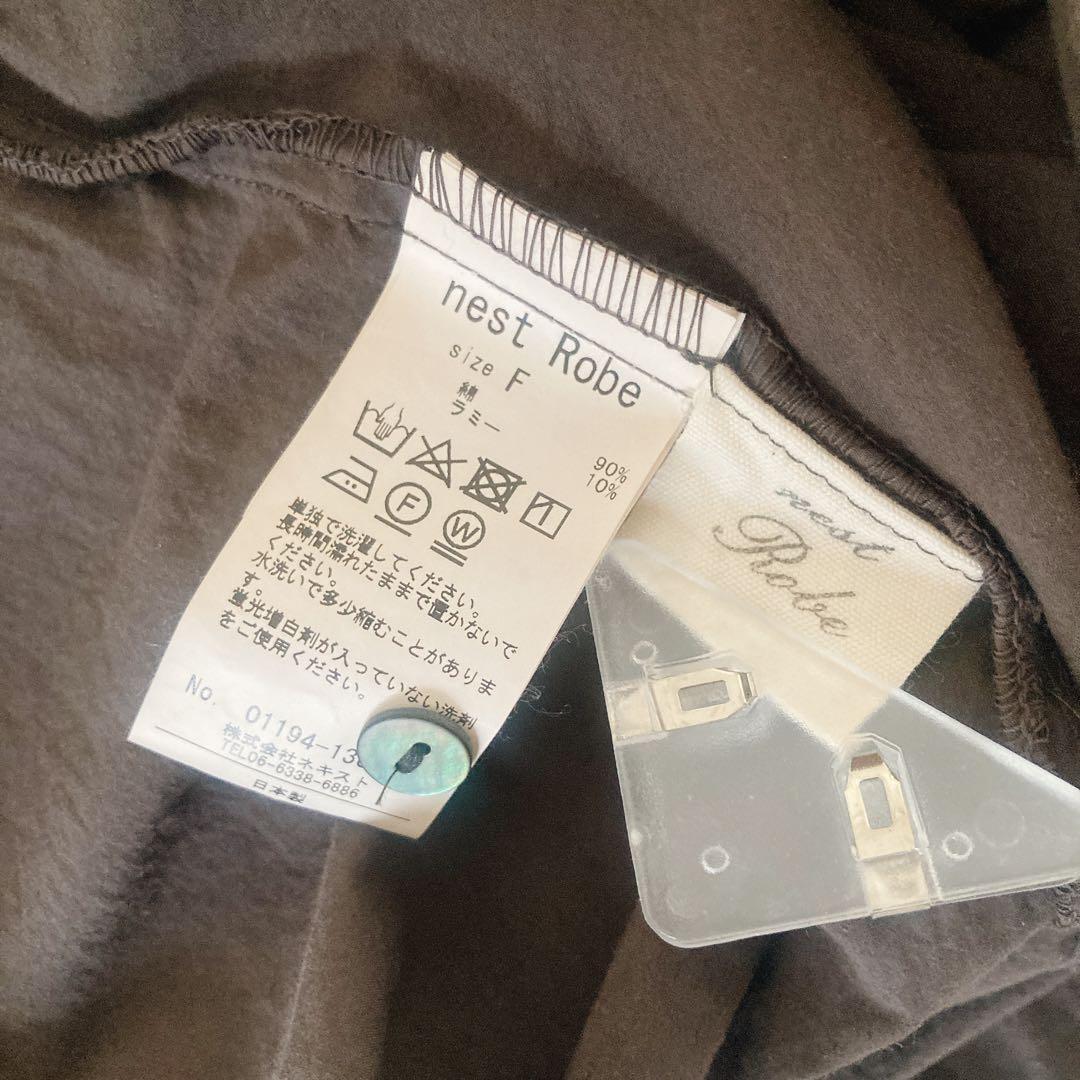 nest Robe
size F
綿 90%
ラミー 10%
F W
単独で洗濯してください。
長時間濡れたままで置かないで
ください。
水洗いで多少縮むことがありま
す。
蛍光増白剤が入っていない洗剤
をご使用ください。
No. 01194-13
株式会社ネキスト
TEL06-6338-6886
日本製
nest
Robe